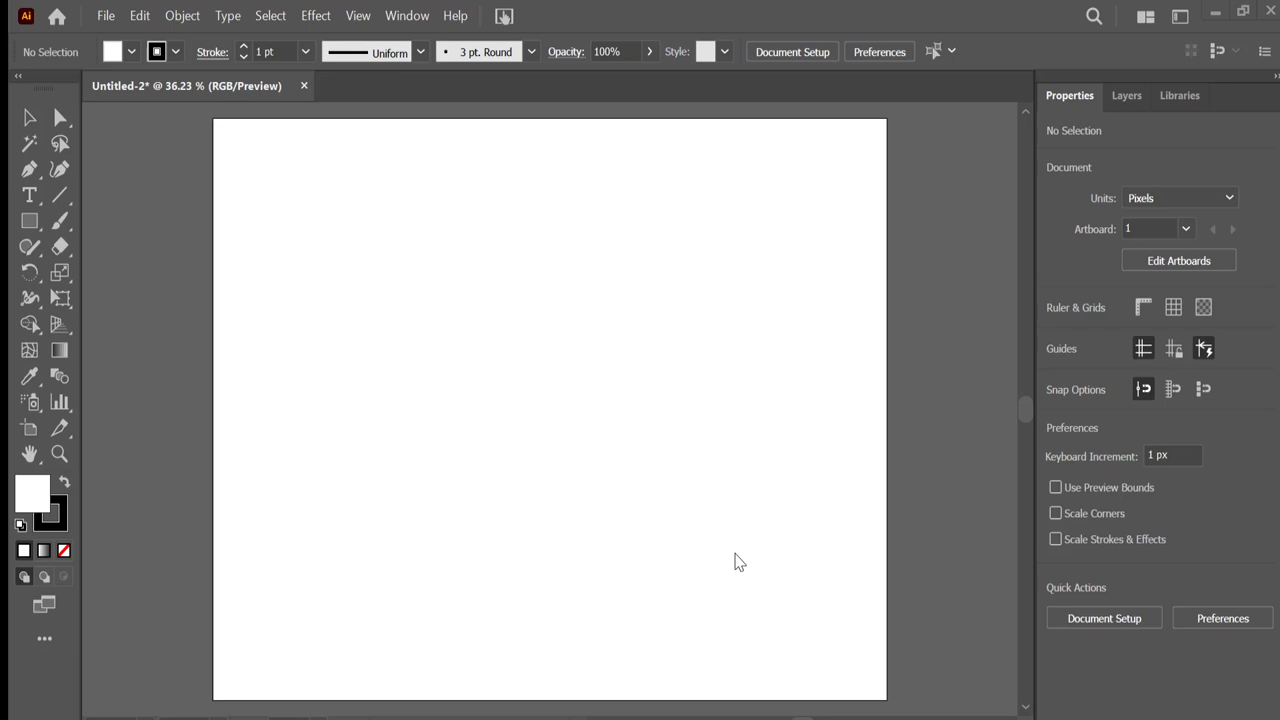 Ai File Edit Object Type Select Effect View Window Help
No Selection Stroke: 1 pt Uniform 3 pt. Round Opacity: 100% Style: Document Setup Preferences
Untitled-2* @ 36.23 % (RGB/Preview)
Properties Layers Libraries
No Selection
Document
Units: Pixels
Artboard: 1
Edit Artboards
Ruler & Grids
Guides
Snap Options
Preferences
Keyboard Increment: 1 px
Use Preview Bounds
Scale Corners
Scale Strokes & Effects
Quick Actions
Document Setup Preferences